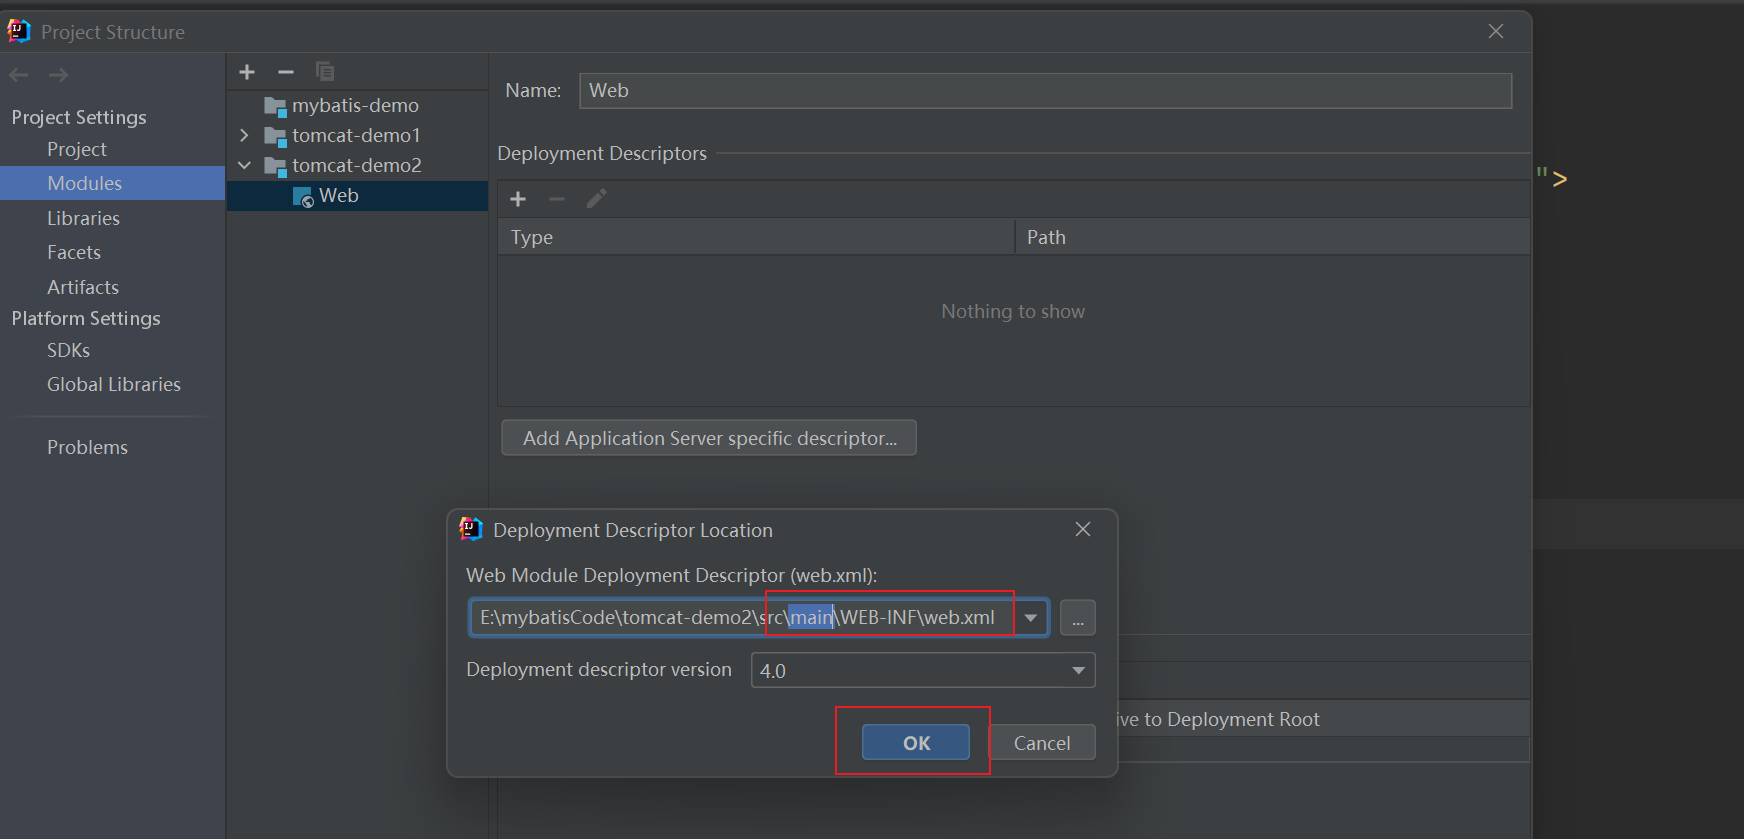 Project Structure
Project Settings
Project
Modules
Libraries
Facets
Artifacts
Platform Settings
SDKs
Global Libraries
Problems
mybatis-demo
tomcat-demo1
tomcat-demo2
Web
Name: Web
Deployment Descriptors
Type Path
Nothing to show
Add Application Server specific descriptor...
Deployment Descriptor Location
Web Module Deployment Descriptor (web.xml):
E:\mybatisCode\tomcat-demo2\src\main\WEB-INF\web.xml
...
Deployment descriptor version 4.0
OK Cancel
ive to Deployment Root
">